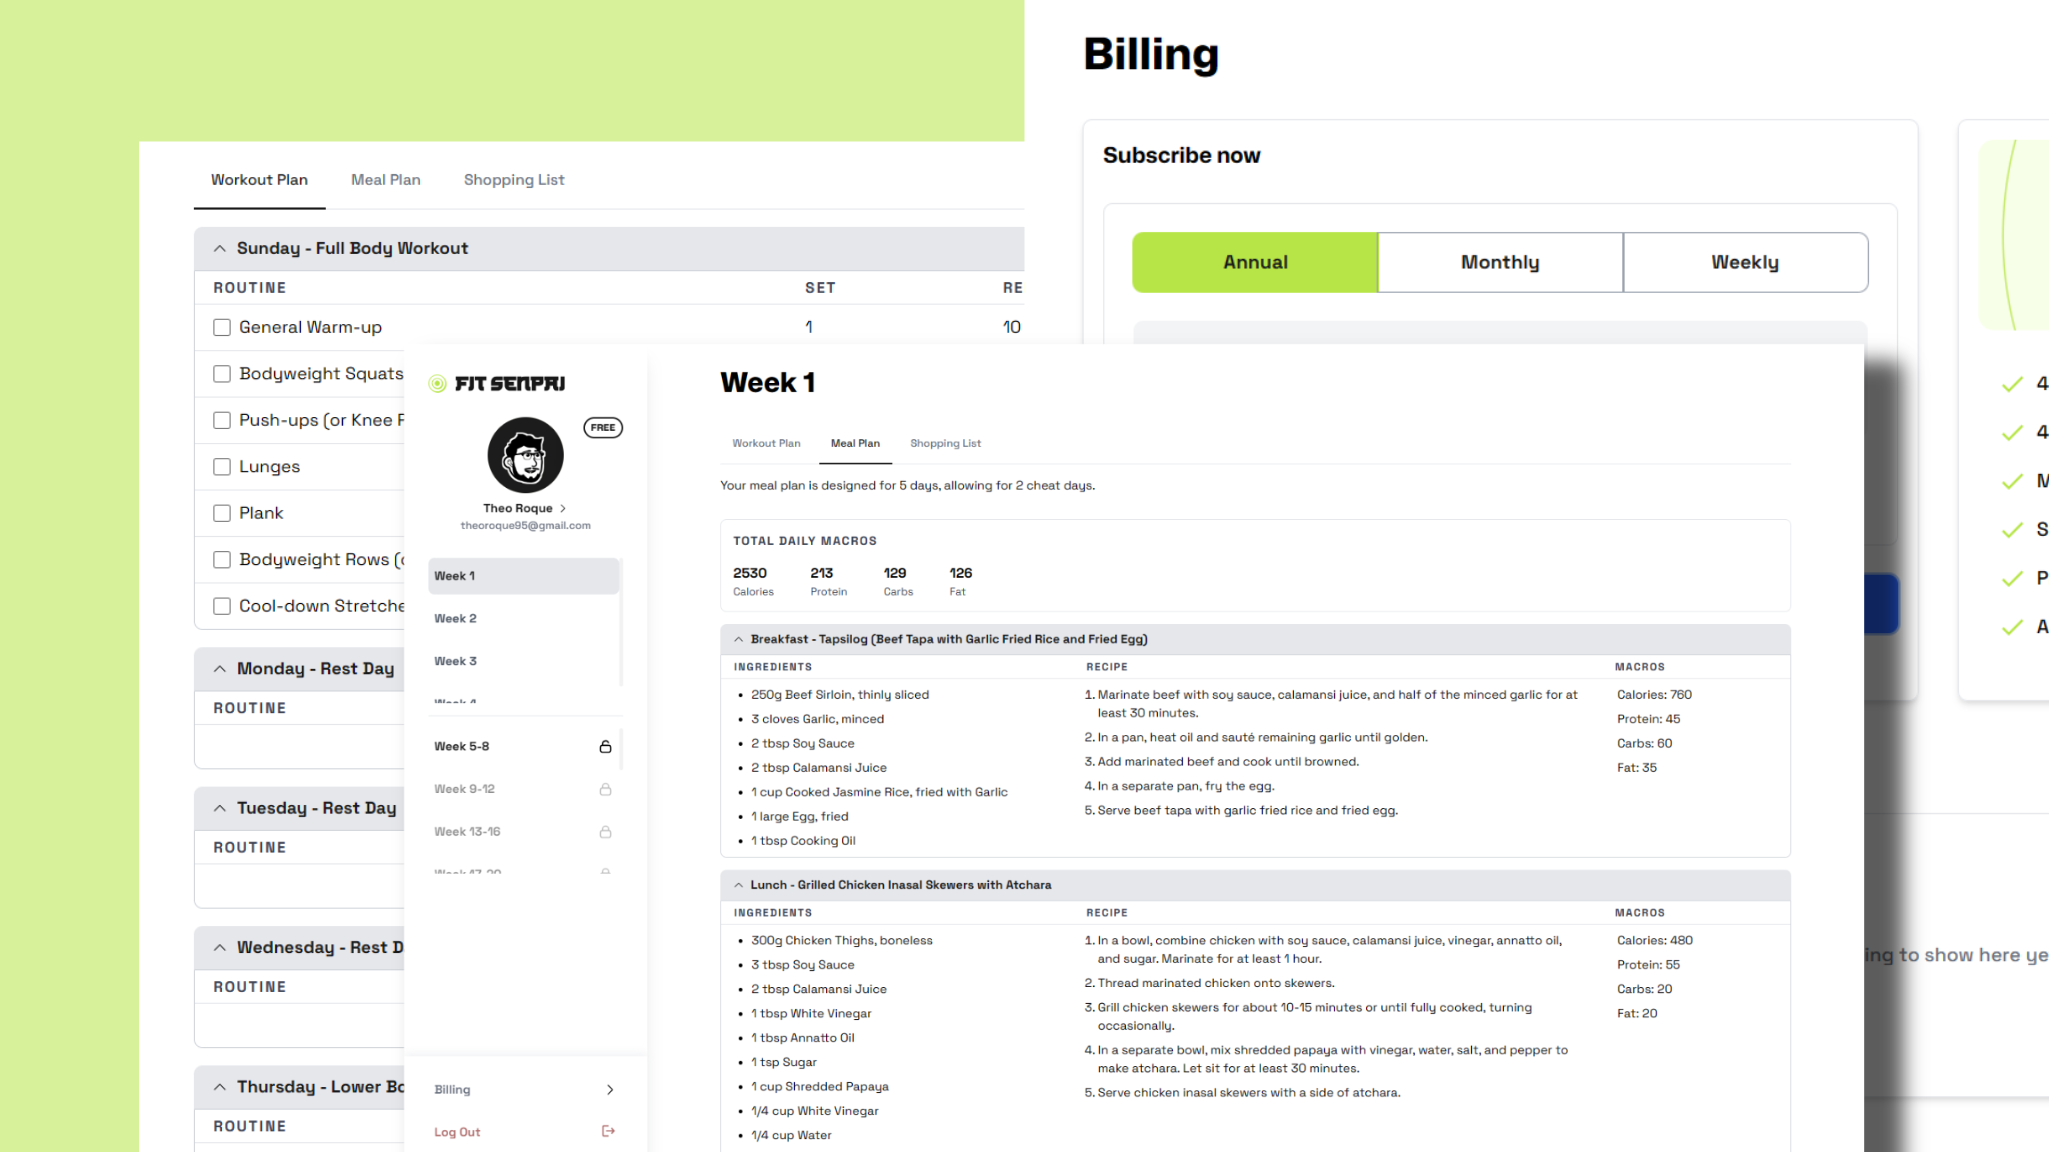 Workout Plan Meal Plan Shopping List
Sunday - Full Body Workout
ROUTINE SET RE
General Warm-up 1 10
Bodyweight Squats
Push-ups (or Knee
Lunges
Plank
Bodyweight Rows
Cool-down Stretche
Monday - Rest Day
ROUTINE
Tuesday - Rest Day
ROUTINE
Wednesday - Rest D
ROUTINE
Thursday - Lower Bo
ROUTINE
Billing
Subscribe now
Annual Monthly Weekly
4
4
M
S
P
A
ing to show here ye
FIT SENPAI
FREE
Theo Roque
theoroque95@gmail.com
Week 1
Week 2
Week 3
Week 4
Week 5-8
Week 9-12
Week 13-16
Week 17-20
Billing
Log Out
Week 1
Workout Plan Meal Plan Shopping List
Your meal plan is designed for 5 days, allowing for 2 cheat days.
TOTAL DAILY MACROS
2530 213 129 126
Calories Protein Carbs Fat
Breakfast - Tapsilog (Beef Tapa with Garlic Fried Rice and Fried Egg)
INGREDIENTS RECIPE MACROS
250g Beef Sirloin, thinly sliced
3 cloves Garlic, minced
2 tbsp Soy Sauce
2 tbsp Calamansi Juice
1 cup Cooked Jasmine Rice, fried with Garlic
1 large Egg, fried
1 tbsp Cooking Oil
1. Marinate beef with soy sauce, calamansi juice, and half of the minced garlic for at
least 30 minutes.
2. In a pan, heat oil and sauté remaining garlic until golden.
3. Add marinated beef and cook until browned.
4. In a separate pan, fry the egg.
5. Serve beef tapa with garlic fried rice and fried egg.
Calories: 760
Protein: 45
Carbs: 60
Fat: 35
Lunch - Grilled Chicken Inasal Skewers with Atchara
INGREDIENTS RECIPE MACROS
300g Chicken Thighs, boneless
3 tbsp Soy Sauce
2 tbsp Calamansi Juice
1 tbsp White Vinegar
1 tbsp Annatto Oil
1 tsp Sugar
1 cup Shredded Papaya
1/4 cup White Vinegar
1/4 cup Water
1. In a bowl, combine chicken with soy sauce, calamansi juice, vinegar, annatto oil,
and sugar. Marinate for at least 1 hour.
2. Thread marinated chicken onto skewers.
3. Grill chicken skewers for about 10-15 minutes or until fully cooked, turning
occasionally.
4. In a separate bowl, mix shredded papaya with vinegar, water, salt, and pepper to
make atchara. Let sit for at least 30 minutes.
5. Serve chicken inasal skewers with a side of atchara.
Calories: 480
Protein: 55
Carbs: 20
Fat: 20